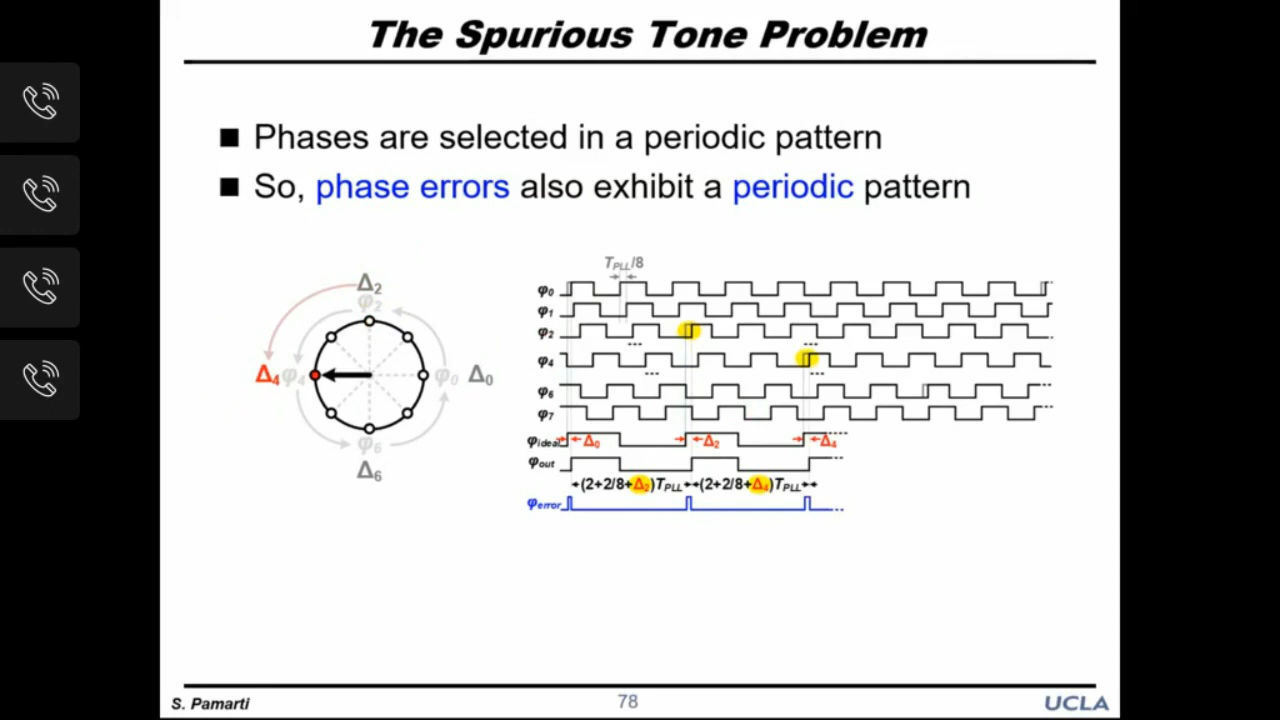 The Spurious Tone Problem
■ Phases are selected in a periodic pattern
■ So, phase errors also exhibit a periodic pattern
Δ2
φ2
Δ4 φ4
φ0 Δ0
φ6
Δ6
TPLL/8
φ0
φ1
φ2
φ4
φ6
φ7
φideal Δ0 Δ2 Δ4
φout
(2+2/8+Δ2)TPLL (2+2/8+Δ4)TPLL
φerror
S. Pamarti 78 UCLA